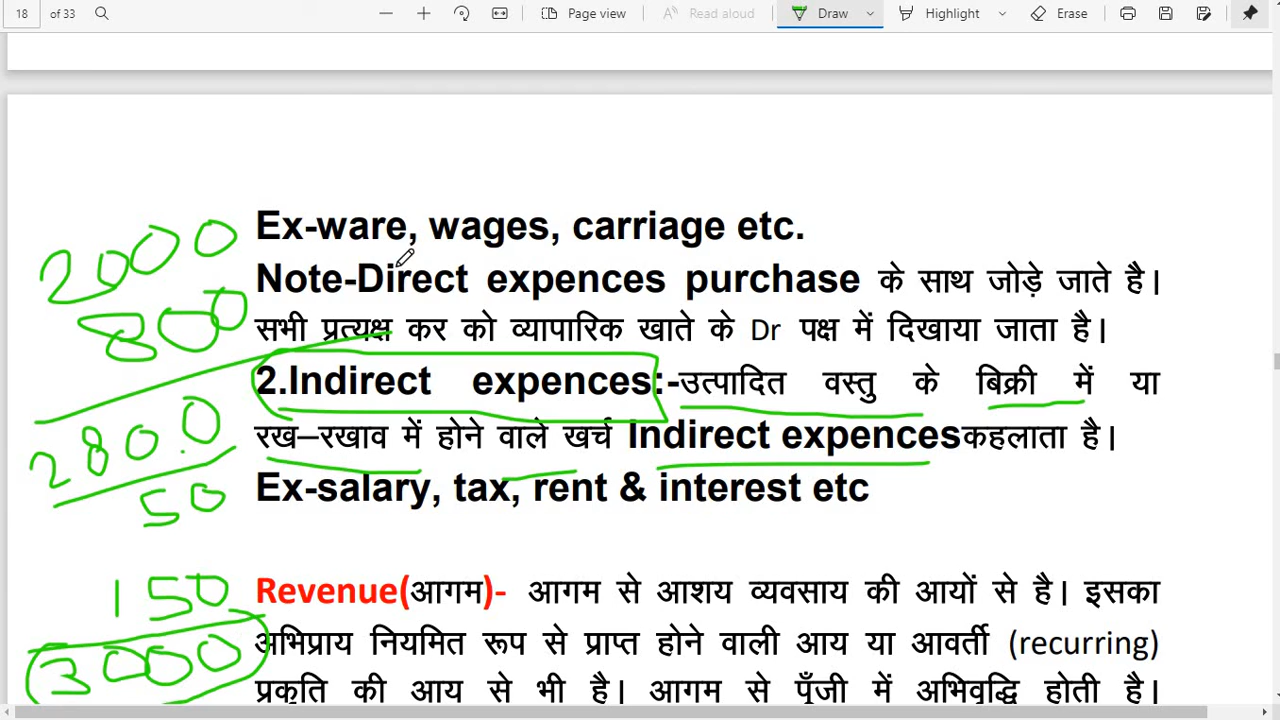 18 of 33 Page view Read aloud Draw Highlight Erase
Ex-ware, wages, carriage etc.
2000
Note-Direct expences purchase के साथ जोड़े जाते है।
800
सभी प्रत्यक्ष कर को व्यापारिक खाते के Dr पक्ष में दिखाया जाता है।
2.Indirect expences:-उत्पादित वस्तु के बिक्री में या
2800
रख–रखाव में होने वाले खर्च Indirect expencesकहलाता है।
50
Ex-salary, tax, rent & interest etc
150
Revenue(आगम)- आगम से आशय व्यवसाय की आयों से है। इसका
3000
अभिप्राय नियमित रूप से प्राप्त होने वाली आय या आवर्ती (recurring)
प्रकृति की आय से भी है। आगम से पूँजी में अभिवृद्धि होती है।